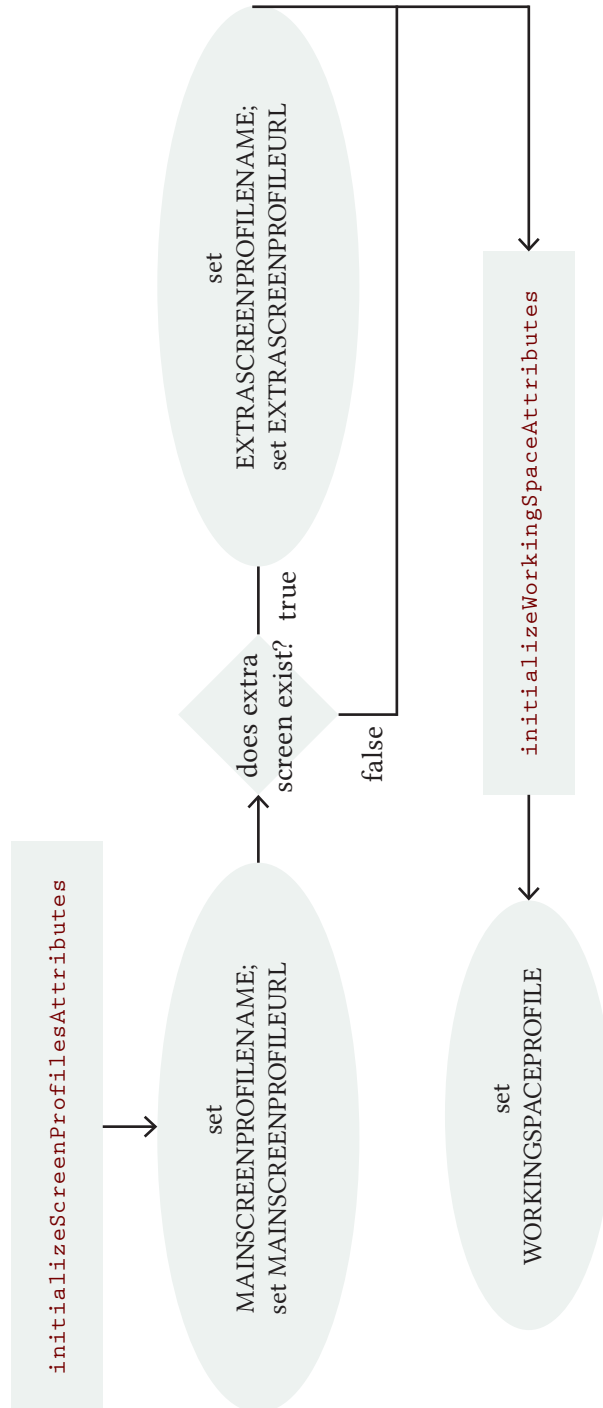 initializeScreenProfilesAttributes
set
MAINSCREENPROFILENAME;
set MAINSCREENPROFILEURL
does extra
screen exist?
true
false
set
EXTRASCREENPROFILENAME;
set EXTRASCREENPROFILEURL
initializeWorkingSpaceAttributes
set
WORKINGSPACEPROFILE